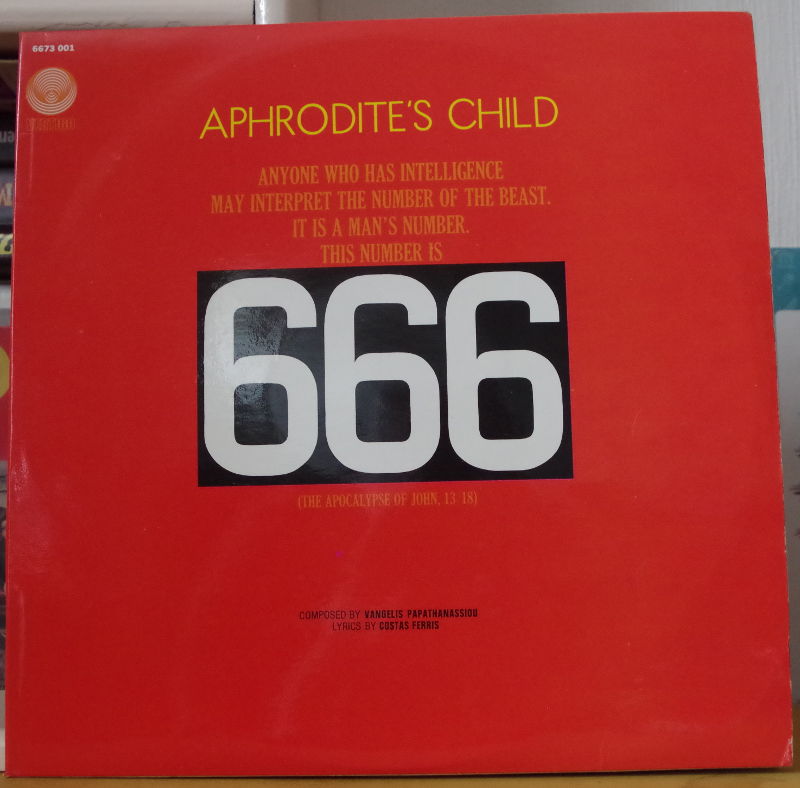 6673 001
VERTIGO
APHRODITE'S CHILD
ANYONE WHO HAS INTELLIGENCE
MAY INTERPRET THE NUMBER OF THE BEAST.
IT IS A MAN'S NUMBER.
THIS NUMBER IS
666
(THE APOCALYPSE OF JOHN, 13 18)
COMPOSED BY VANGELIS PAPATHANASSIOU
LYRICS BY COSTAS FERRIS